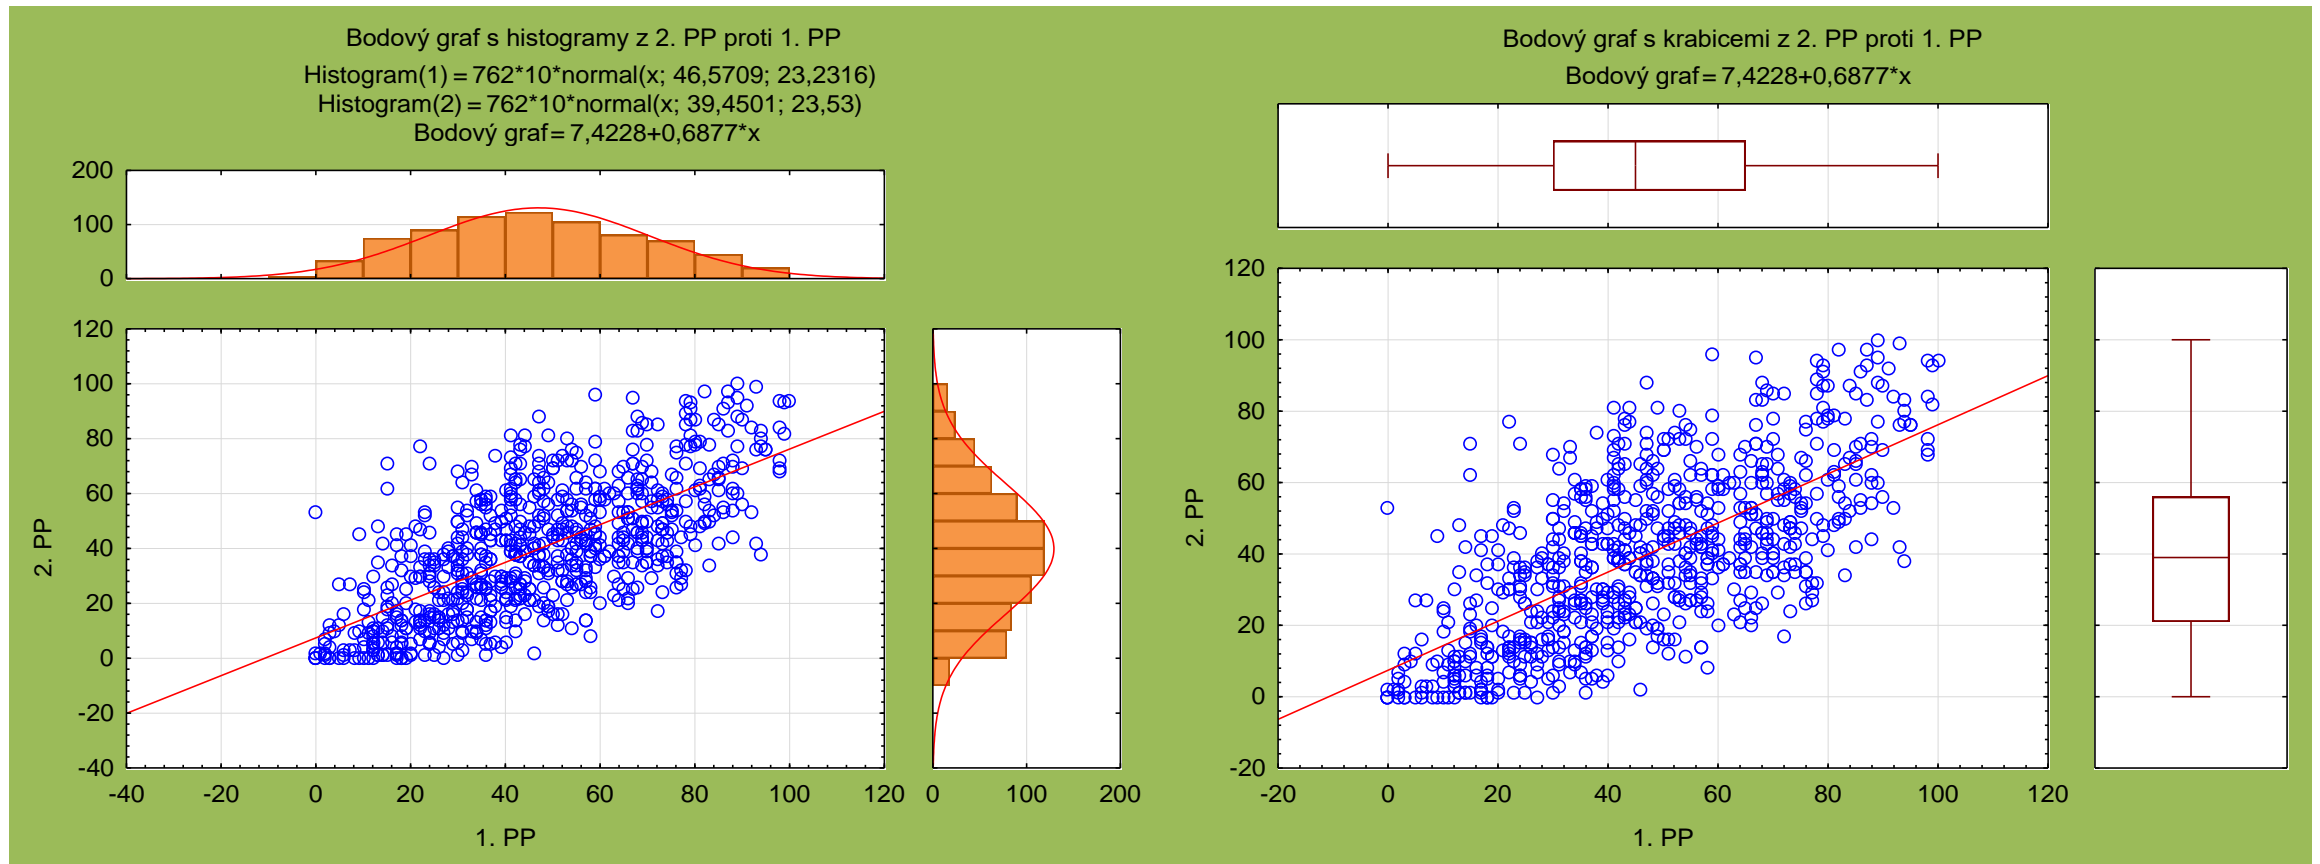 Bodový graf s histogramy z 2. PP proti 1. PP
Histogram(1) = 762*10*normal(x; 46,5709; 23,2316)
Histogram(2) = 762*10*normal(x; 39,4501; 23,53)
Bodový graf = 7,4228+0,6877*x
200
100
0
120
100
80
60
40
20
0
-20
-40
2. PP
-40 -20 0 20 40 60 80 100 120
1. PP
0 100 200
Bodový graf s krabicemi z 2. PP proti 1. PP
Bodový graf = 7,4228+0,6877*x
120
100
80
60
40
20
0
-20
2. PP
-20 0 20 40 60 80 100 120
1. PP